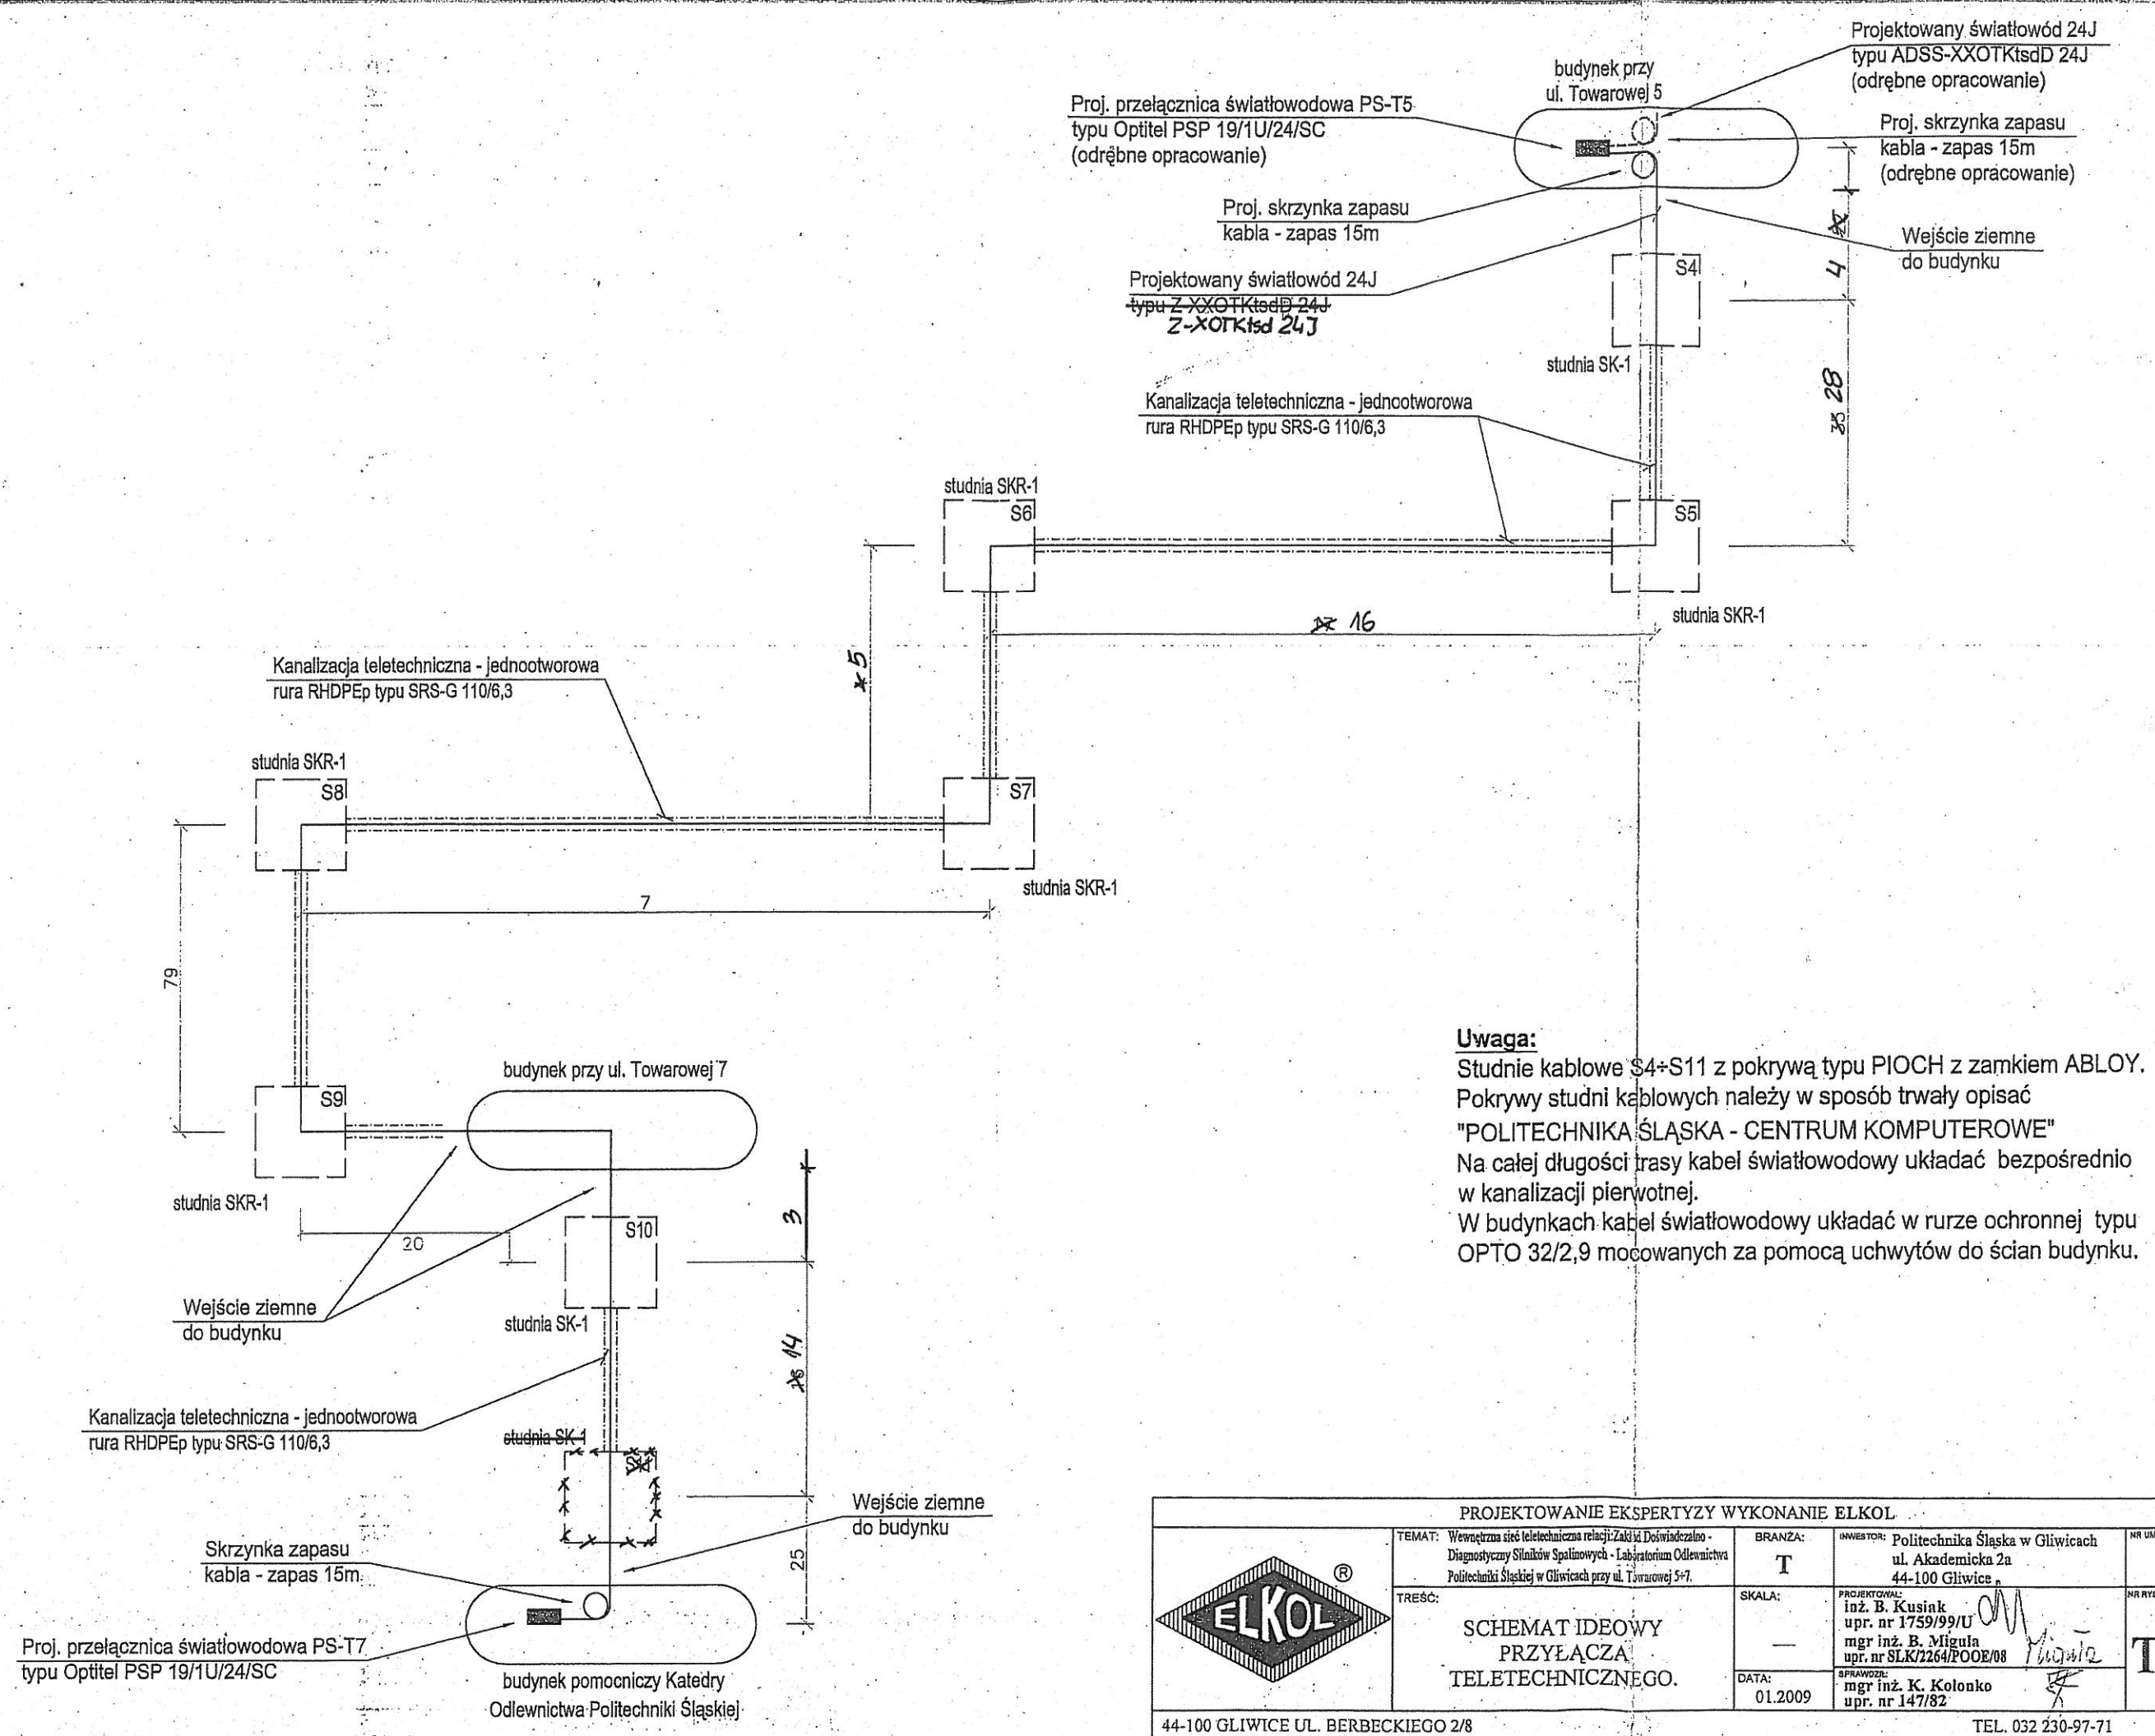 Projektowany światłowód 24J
typu ADSS-XXOTKtsdD 24J
(odrębne opracowanie)
budynek przy
ul. Towarowej 5
Proj. przełącznica światłowodowa PS-T5
typu Optitel PSP 19/1U/24/SC
(odrębne opracowanie)
Proj. skrzynka zapasu
kabla - zapas 15m
(odrębne opracowanie)
Proj. skrzynka zapasu
kabla - zapas 15m
Wejście ziemne
do budynku
4
S4
Projektowany światłowód 24J
typu Z-XXOTKtsdD 24J
Z-XOTKtsd 24J
studnia SK-1
28
Kanalizacja teletechniczna - jednootworowa
rura RHDPEp typu SRS-G 110/6,3
studnia SKR-1
S6
S5
studnia SKR-1
16
5
Kanalizacja teletechniczna - jednootworowa
rura RHDPEp typu SRS-G 110/6,3
studnia SKR-1
S8
S7
studnia SKR-1
7
79
budynek przy ul. Towarowej 7
S9
studnia SKR-1
20
S10
3
Wejście ziemne
do budynku
studnia SK-1
14
Kanalizacja teletechniczna - jednootworowa
rura RHDPEp typu SRS-G 110/6,3
studnia SK-1
Wejście ziemne
do budynku
Skrzynka zapasu
kabla - zapas 15m
25
Proj. przełącznica światłowodowa PS-T7
typu Optitel PSP 19/1U/24/SC
budynek pomocniczy Katedry
Odlewnictwa Politechniki Śląskiej
Uwaga:
Studnie kablowe S4÷S11 z pokrywą typu PIOCH z zamkiem ABLOY.
Pokrywy studni kablowych należy w sposób trwały opisać
"POLITECHNIKA ŚLĄSKA - CENTRUM KOMPUTEROWE"
Na całej długości trasy kabel światłowodowy układać bezpośrednio
w kanalizacji pierwotnej.
W budynkach kabel światłowodowy układać w rurze ochronnej typu
OPTO 32/2,9 mocowanych za pomocą uchwytów do ścian budynku.
PROJEKTOWANIE EKSPERTYZY WYKONANIE ELKOL
ELKOL ®
TEMAT: Wewnętrzna sieć teletechniczna relacji: Zakład Doświadczalno -
Diagnostyczny Silników Spalinowych - Laboratorium Odlewnictwa
Politechniki Śląskiej w Gliwicach przy ul. Towarowej 5÷7.
BRANŻA:
T
INWESTOR: Politechnika Śląska w Gliwicach
ul. Akademicka 2a
44-100 Gliwice
TREŚĆ:
SCHEMAT IDEOWY
PRZYŁĄCZA
TELETECHNICZNEGO.
SKALA:
—
DATA:
01.2009
PROJEKTOWAŁ:
inż. B. Kusiak
upr. nr 1759/99/U
mgr inż. B. Migula
upr. nr SLK/2264/POOE/08
Migula
SPRAWDZIŁ:
mgr inż. K. Kolonko
upr. nr 147/82
T
44-100 GLIWICE UL. BERBECKIEGO 2/8
TEL. 032 230-97-71